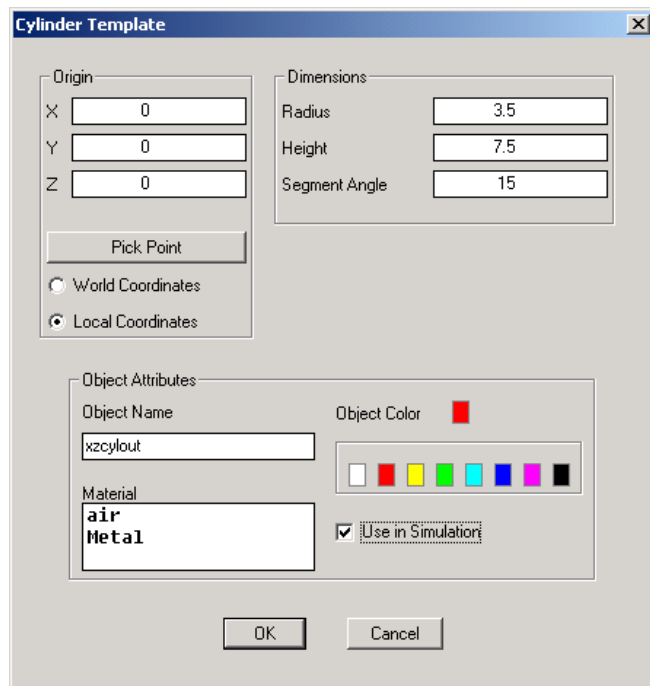 Cylinder Template
Origin
X 0
Y 0
Z 0
Pick Point
World Coordinates
Local Coordinates
Dimensions
Radius 3.5
Height 7.5
Segment Angle 15
Object Attributes
Object Name
xzcylout
Material
air
Metal
Object Color
Use in Simulation
OK
Cancel